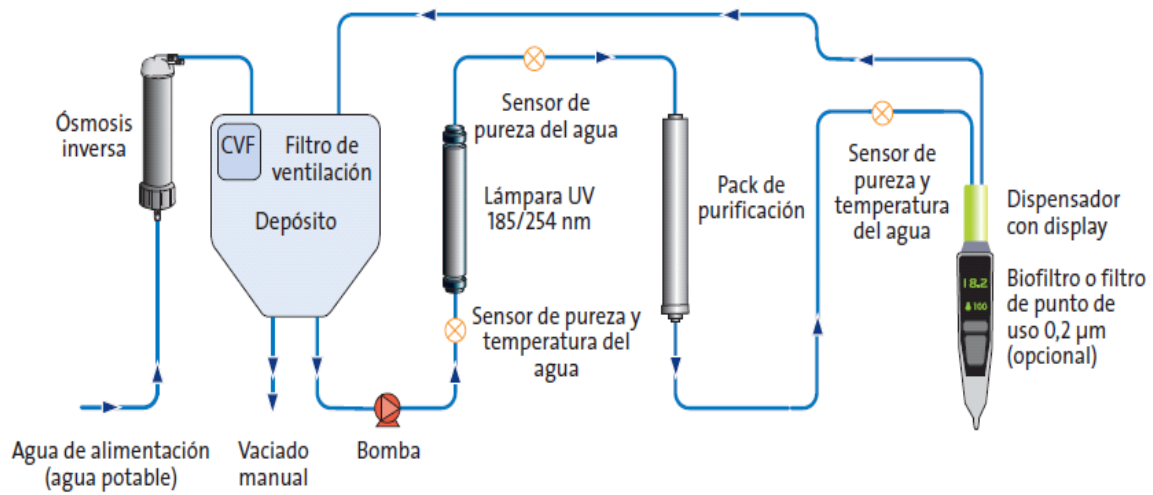 Ósmosis
inversa
CVF
Filtro de
ventilación
Depósito
Sensor de
pureza del agua
Lámpara UV
185/254 nm
Sensor de pureza y
temperatura del
agua
Pack de
purificación
Sensor de
pureza y
temperatura
del agua
Dispensador
con display
18.2
100
Biofiltro o filtro
de punto de
uso 0,2 µm
(opcional)
Agua de alimentación
(agua potable)
Vaciado
manual
Bomba